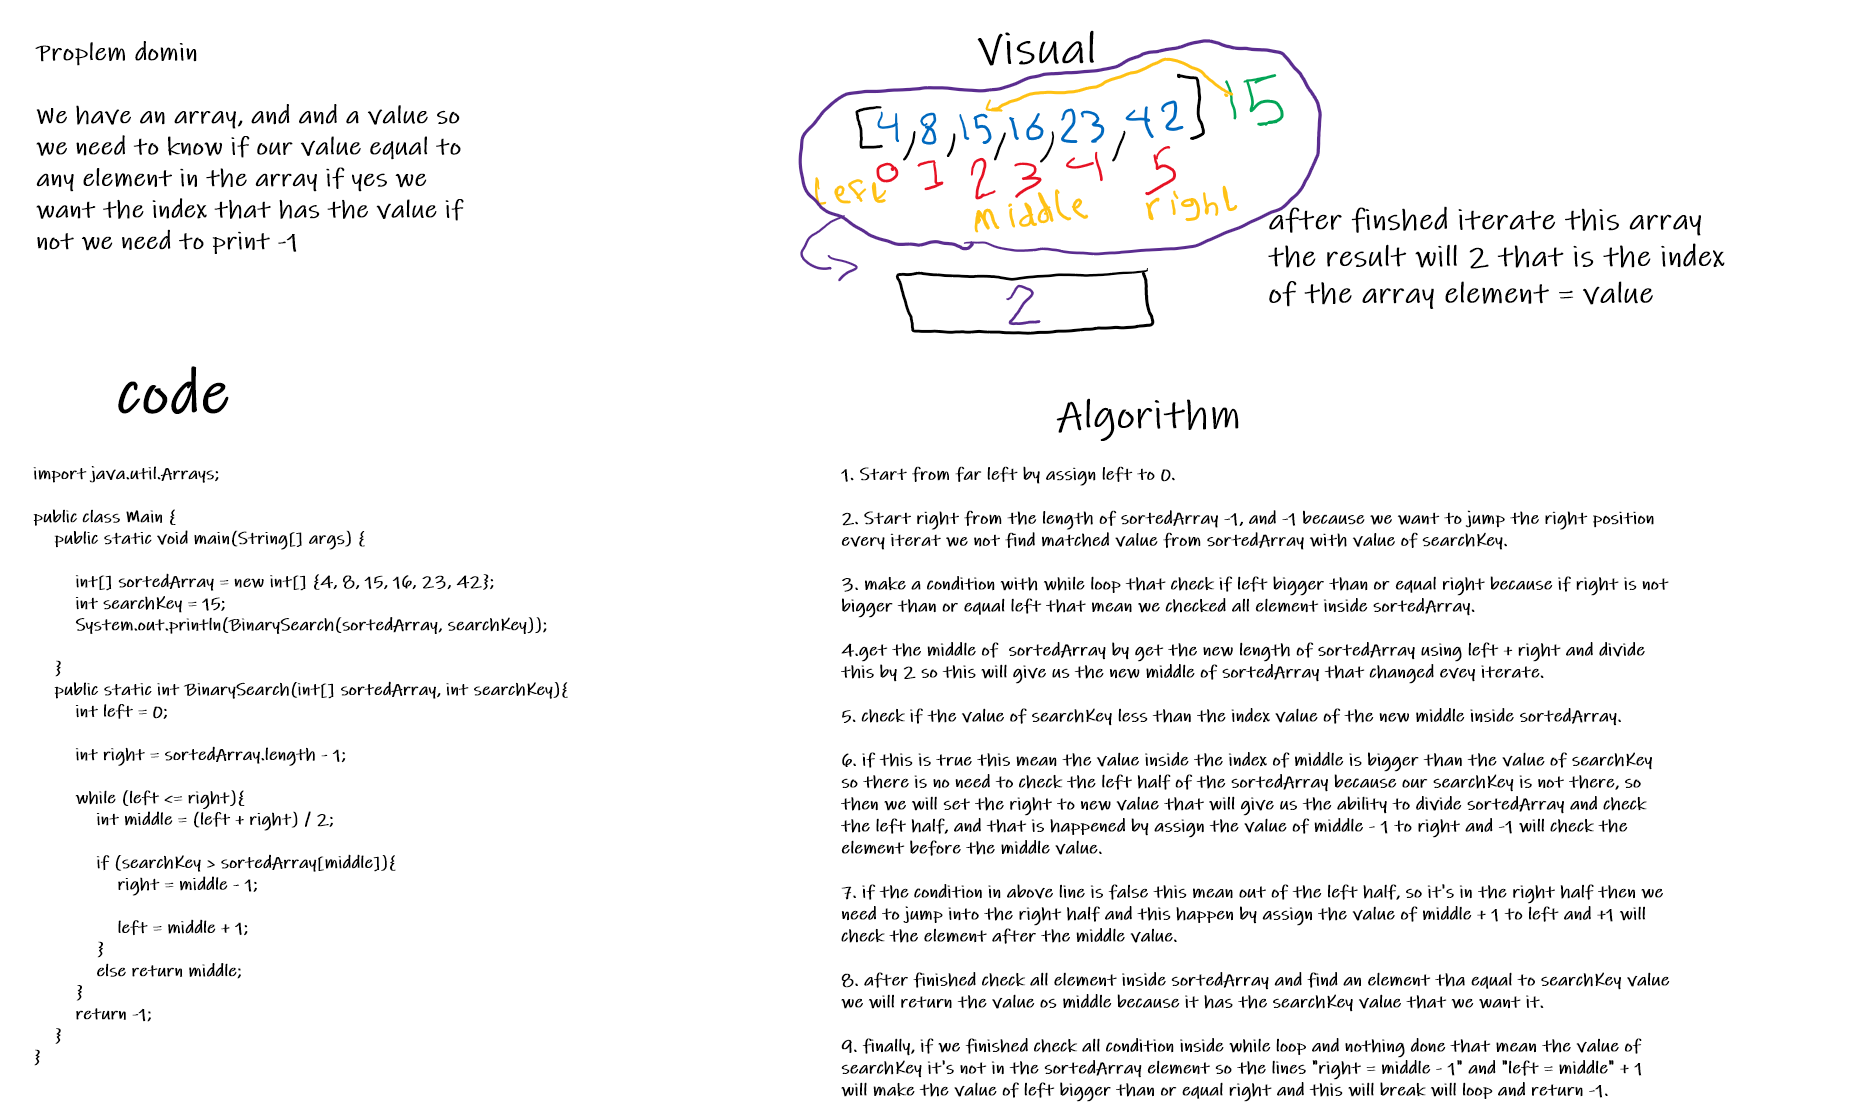 Proplem domin
We have an array, and and a value so
we need to know if our value equal to
any element in the array if yes we
want the index that has the value if
not we need to print -1
Visual
[4,8,15,16,23,42] 15
0 1 2 3 4 5
left middle right
2
after finshed iterate this array
the result will 2 that is the index
of the array element = value
code
import java.util.Arrays;
public class Main {
public static void main(String[] args) {
int[] sortedArray = new int[] {4, 8, 15, 16, 23, 42};
int searchKey = 15;
System.out.println(BinarySearch(sortedArray, searchKey));
}
public static int BinarySearch(int[] sortedArray, int searchKey){
int left = 0;
int right = sortedArray.length - 1;
while (left <= right){
int middle = (left + right) / 2;
if (searchKey > sortedArray[middle]){
right = middle - 1;
left = middle + 1;
}
else return middle;
}
return -1;
}
}
Algorithm
1. Start from far left by assign left to 0.
2. Start right from the length of sortedArray -1, and -1 because we want to jump the right position
every iterat we not find matched value from sortedArray with value of searchKey.
3. make a condition with while loop that check if left bigger than or equal right because if right is not
bigger than or equal left that mean we checked all element inside sortedArray.
4.get the middle of sortedArray by get the new length of sortedArray using left + right and divide
this by 2 so this will give us the new middle of sortedArray that changed evey iterate.
5. check if the value of searchKey less than the index value of the new middle inside sortedArray.
6. if this is true this mean the value inside the index of middle is bigger than the value of searchKey
so there is no need to check the left half of the sortedArray because our searchKey is not there, so
then we will set the right to new value that will give us the ability to divide sortedArray and check
the left half, and that is happened by assign the value of middle - 1 to right and -1 will check the
element before the middle value.
7. if the condition in above line is false this mean out of the left half, so it's in the right half then we
need to jump into the right half and this happen by assign the value of middle + 1 to left and +1 will
check the element after the middle value.
8. after finished check all element inside sortedArray and find an element tha equal to searchKey value
we will return the value os middle because it has the searchKey value that we want it.
9. finally, if we finished check all condition inside while loop and nothing done that mean the value of
searchKey it's not in the sortedArray element so the lines "right = middle - 1" and "left = middle" + 1
will make the value of left bigger than or equal right and this will break will loop and return -1.